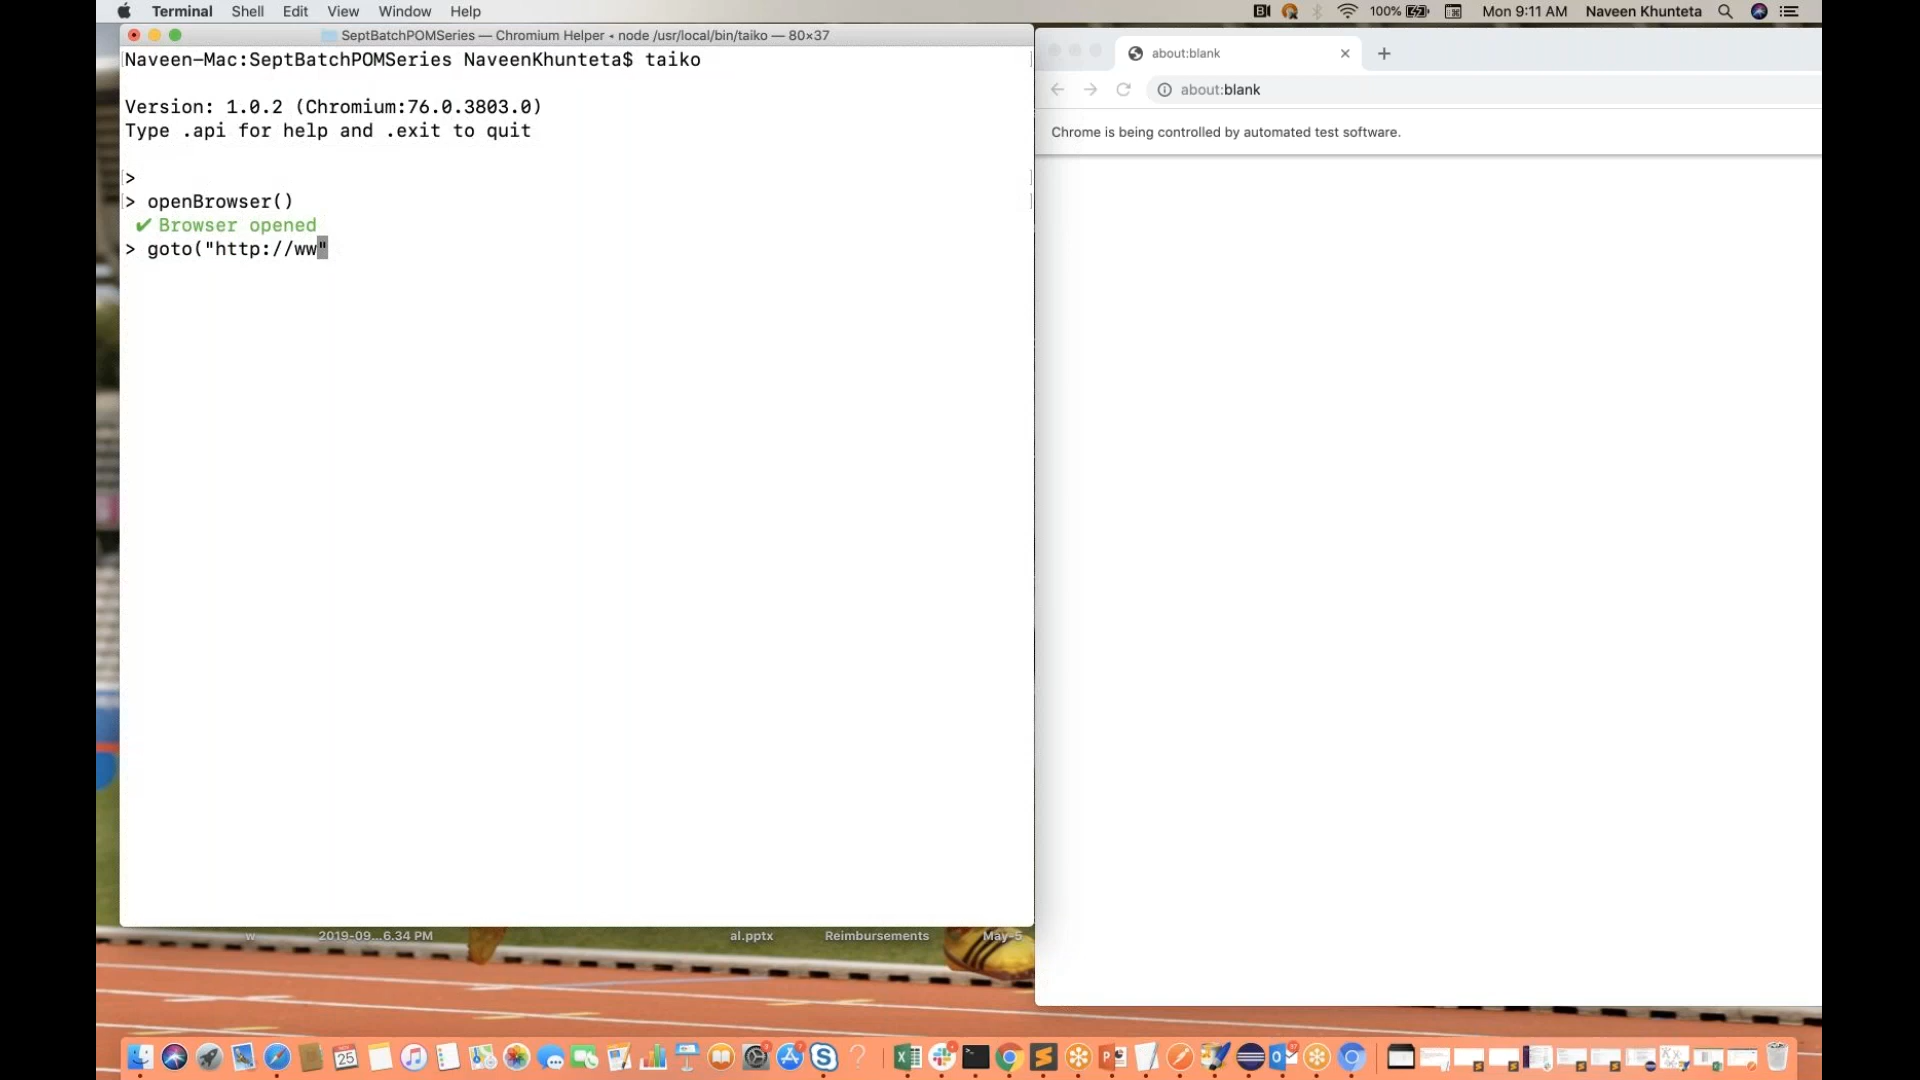 Terminal Shell Edit View Window Help 100% Mon 9:11 AM Naveen Khunteta
SeptBatchPOMSeries — Chromium Helper ◂ node /usr/local/bin/taiko — 80×37
Naveen-Mac:SeptBatchPOMSeries NaveenKhunteta$ taiko
Version: 1.0.2 (Chromium:76.0.3803.0)
Type .api for help and .exit to quit
>
> openBrowser()
✔ Browser opened
> goto("http://ww"
about:blank
about:blank
Chrome is being controlled by automated test software.
w 2019-09...6.34 PM al.pptx Reimbursements May-5
25